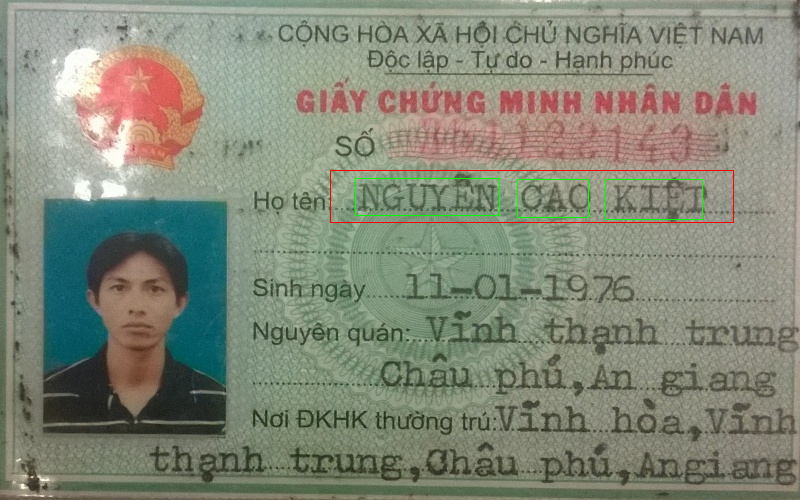 CỘNG HÒA XÃ HỘI CHỦ NGHĨA VIỆT NAM
Độc lập - Tự do - Hạnh phúc
GIẤY CHỨNG MINH NHÂN DÂN
SỐ
Họ tên: NGUYỄN CAO KIỆT
Sinh ngày 11-01-1976
Nguyên quán: Vĩnh thạnh trung
Châu phú, An giang
Nơi ĐKHK thường trú: Vĩnh hòa, Vĩnh
thạnh trung, Châu phú, An giang